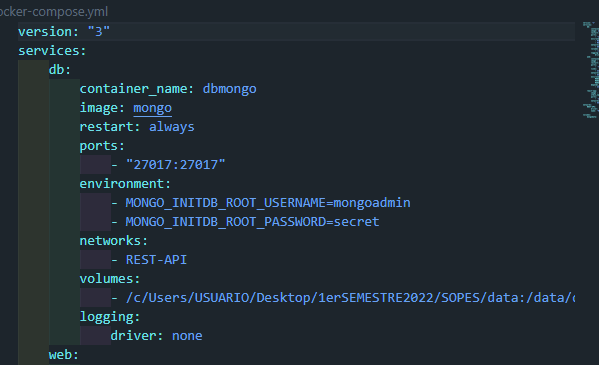 ocker-compose.yml
version: "3"
services:
db:
container_name: dbmongo
image: mongo
restart: always
ports:
- "27017:27017"
environment:
- MONGO_INITDB_ROOT_USERNAME=mongoadmin
- MONGO_INITDB_ROOT_PASSWORD=secret
networks:
- REST-API
volumes:
- /c/Users/USUARIO/Desktop/1erSEMESTRE2022/SOPES/data:/data/
logging:
driver: none
web: